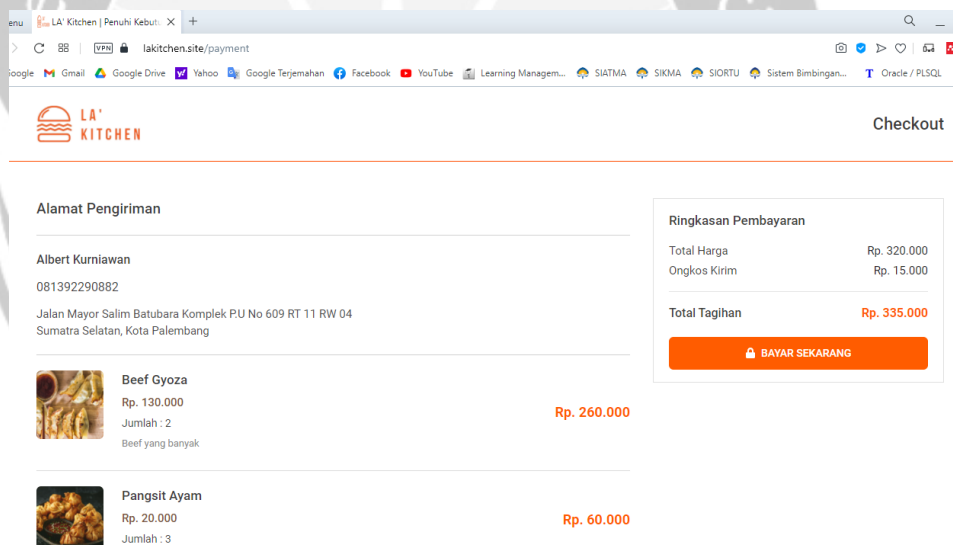 enu
LA' Kitchen | Penuhi Kebutu
lakitchen.site/payment
VPN
oogle
Gmail
Google Drive
Yahoo
Google Terjemahan
Facebook
YouTube
Learning Managem...
SIATMA
SIKMA
SIORTU
Sistem Bimbingan...
Oracle / PLSQL
LA'
KITCHEN
Checkout
Alamat Pengiriman
Albert Kurniawan
081392290882
Jalan Mayor Salim Batubara Komplek P.U No 609 RT 11 RW 04
Sumatra Selatan, Kota Palembang
Beef Gyoza
Rp. 130.000
Jumlah : 2
Beef yang banyak
Rp. 260.000
Pangsit Ayam
Rp. 20.000
Jumlah : 3
Rp. 60.000
Ringkasan Pembayaran
Total Harga Rp. 320.000
Ongkos Kirim Rp. 15.000
Total Tagihan Rp. 335.000
BAYAR SEKARANG